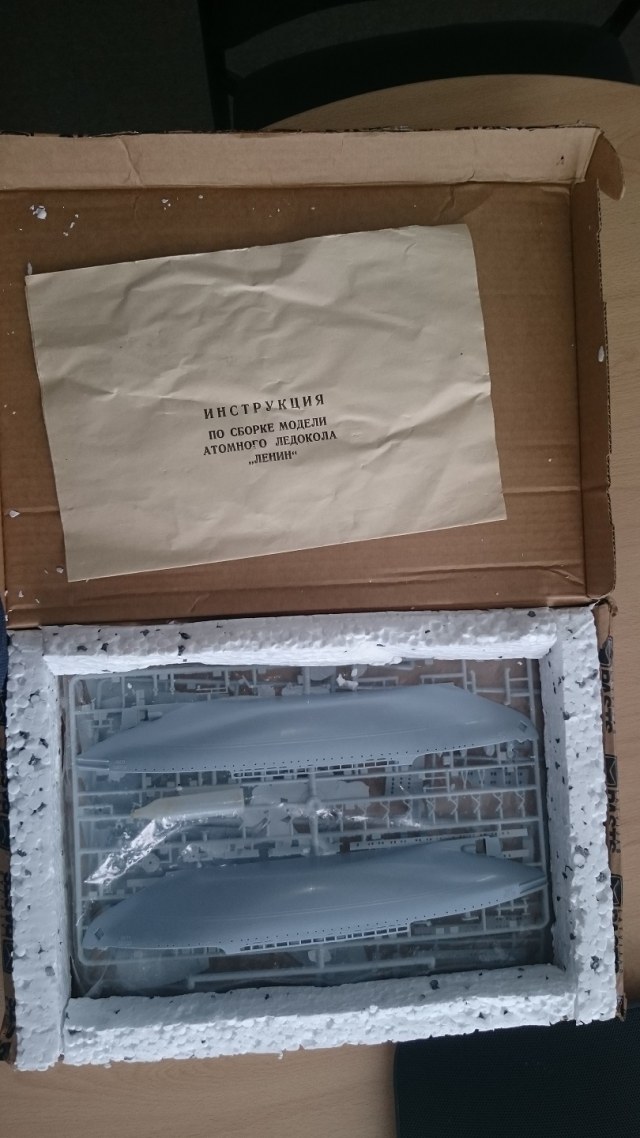 ИНСТРУКЦИЯ
ПО СБОРКЕ МОДЕЛИ
АТОМНОГО ЛЕДОКОЛА
„ЛЕНИН“